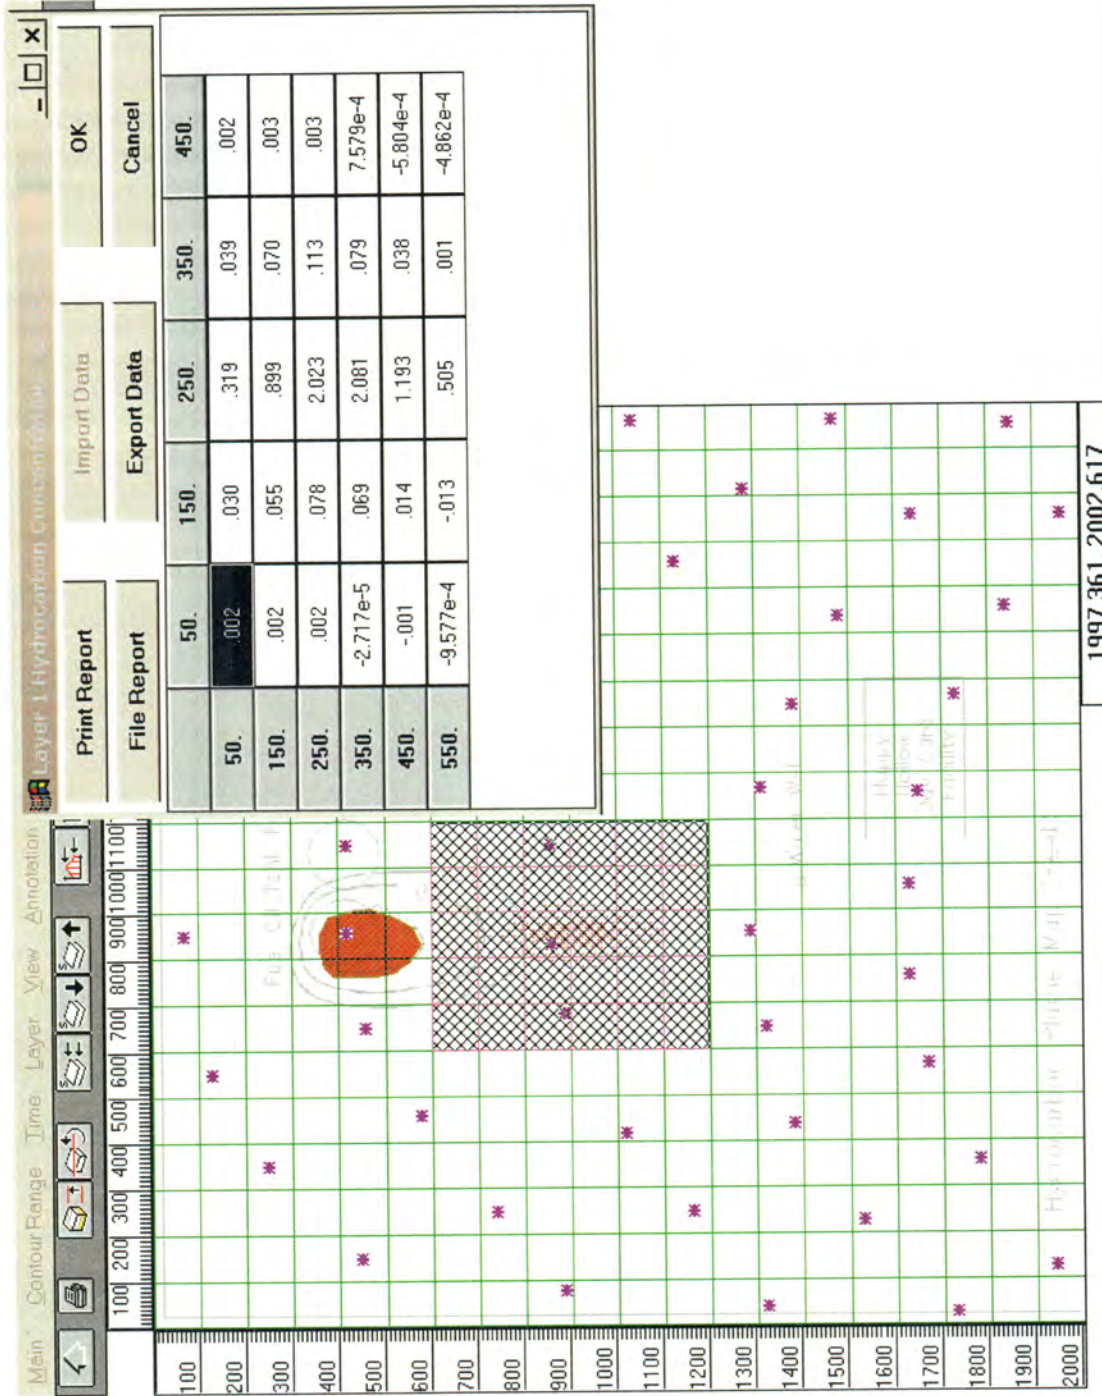 Layer 1 Hydrocarbon
Print Report Import Data OK
File Report Export Data Cancel
50. 150. 250. 350. 450.
50. .002 .030 .319 .039 .002
150. .002 .055 .899 .070 .003
250. .002 .078 2.023 .113 .003
350. -2.717e-5 .069 2.081 .079 7.579e-4
450. -.001 .014 1.193 .038 -5.804e-4
550. -9.577e-4 -.013 .505 .001 -4.862e-4
Main Contour Range Time Layer View Annotation
100 200 300 400 500 600 700 800 900 1000 1100
100
200
300
400
500
600
700
800
900
1000
1100
1200
1300
1400
1500
1600
1700
1800
1900
2000
Facility
1997.361, 2002.617